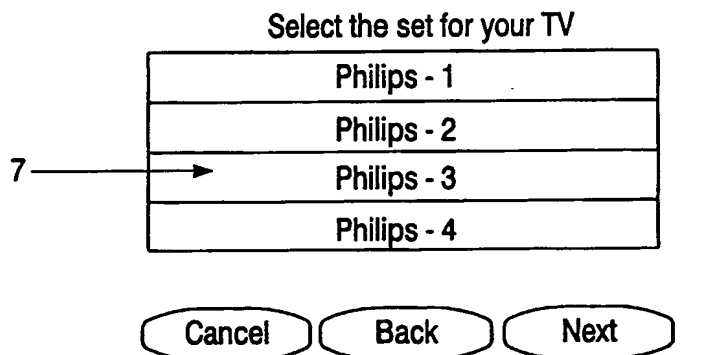 Select the set for your TV
Philips - 1
Philips - 2
7
Philips - 3
Philips - 4
Cancel Back Next